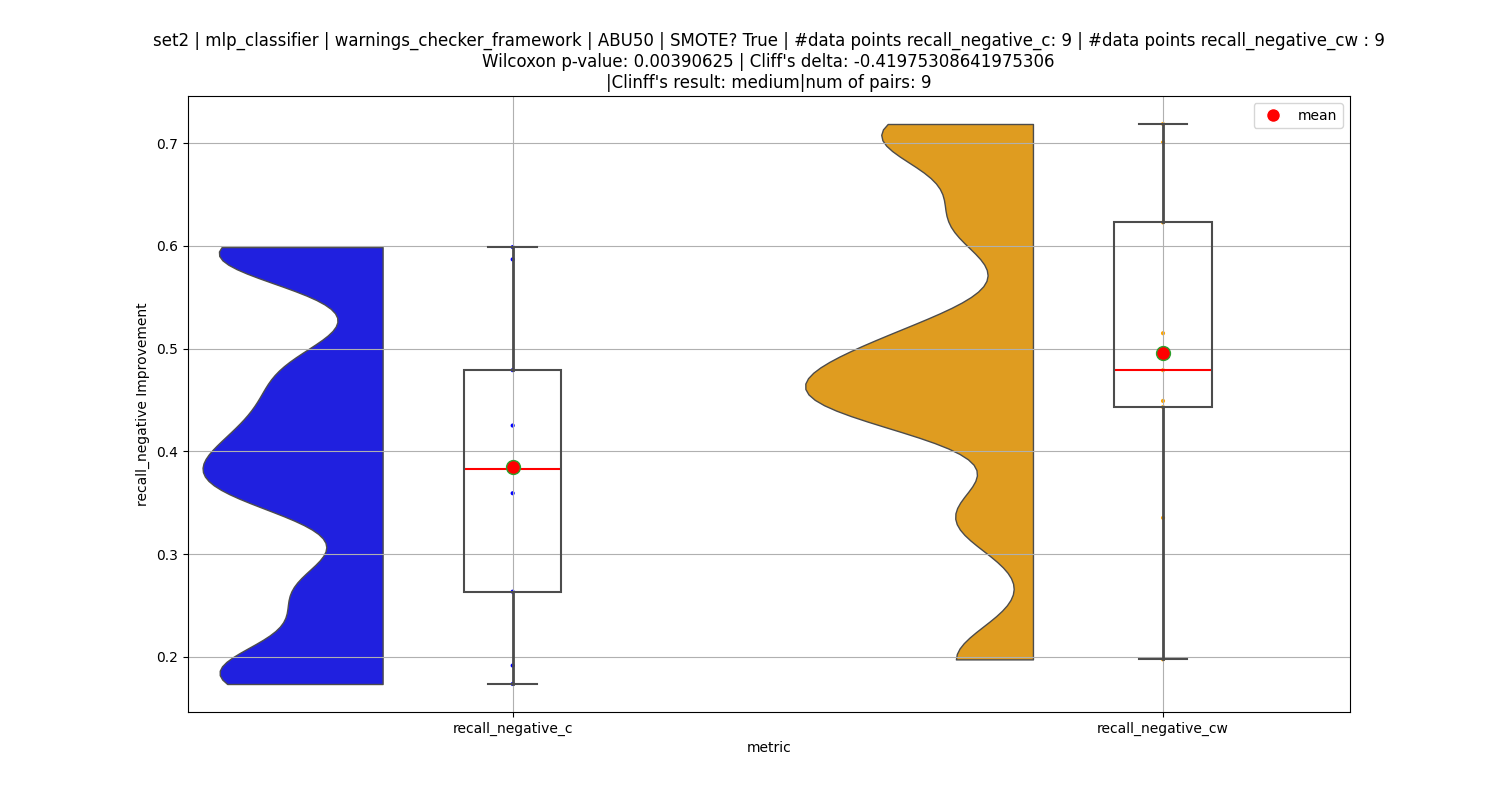 set2 | mlp_classifier | warnings_checker_framework | ABU50 | SMOTE? True | #data points recall_negative_c: 9 | #data points recall_negative_cw : 9
Wilcoxon p-value: 0.00390625 | Cliff's delta: -0.41975308641975306
|Clinff's result: medium|num of pairs: 9
mean
0.7
0.6
0.5
0.4
0.3
0.2
recall_negative Improvement
recall_negative_c
recall_negative_cw
metric